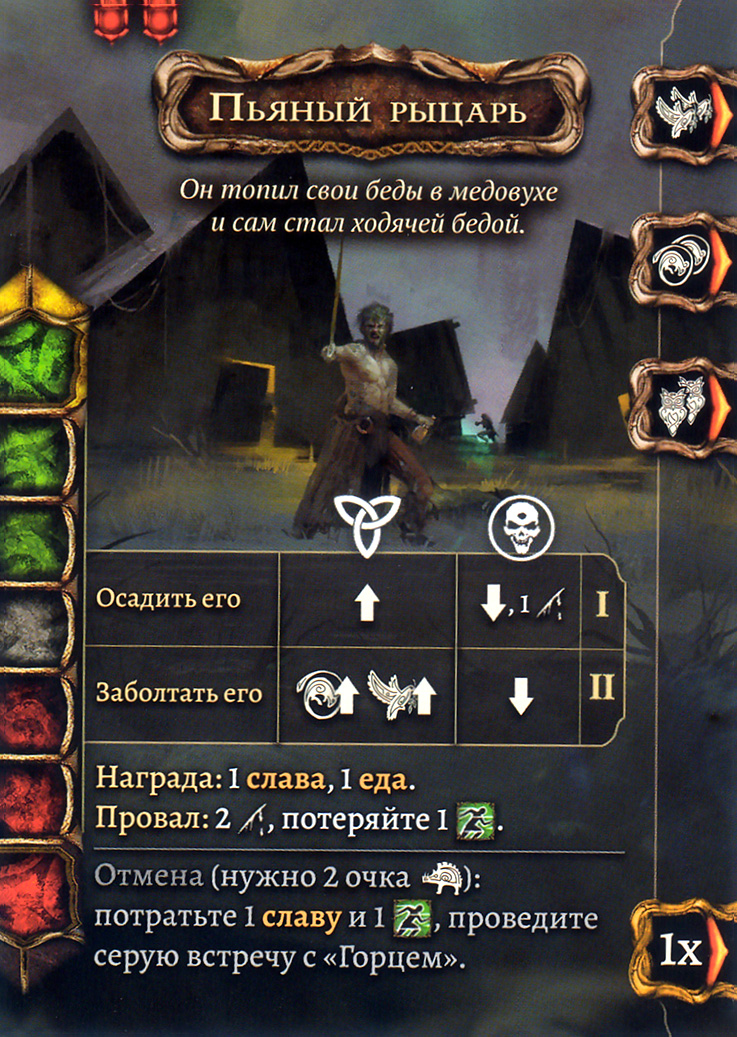 Пьяный рыцарь
Он топил свои беды в медовухе
и сам стал ходячей бедой.
Осадить его
, 1
I
Заболтать его
II
Награда: 1 слава, 1 еда.
Провал: 2 , потеряйте 1 .
Отмена (нужно 2 очка ):
потратьте 1 славу и 1 , проведите
серую встречу с «Горцем».
1x